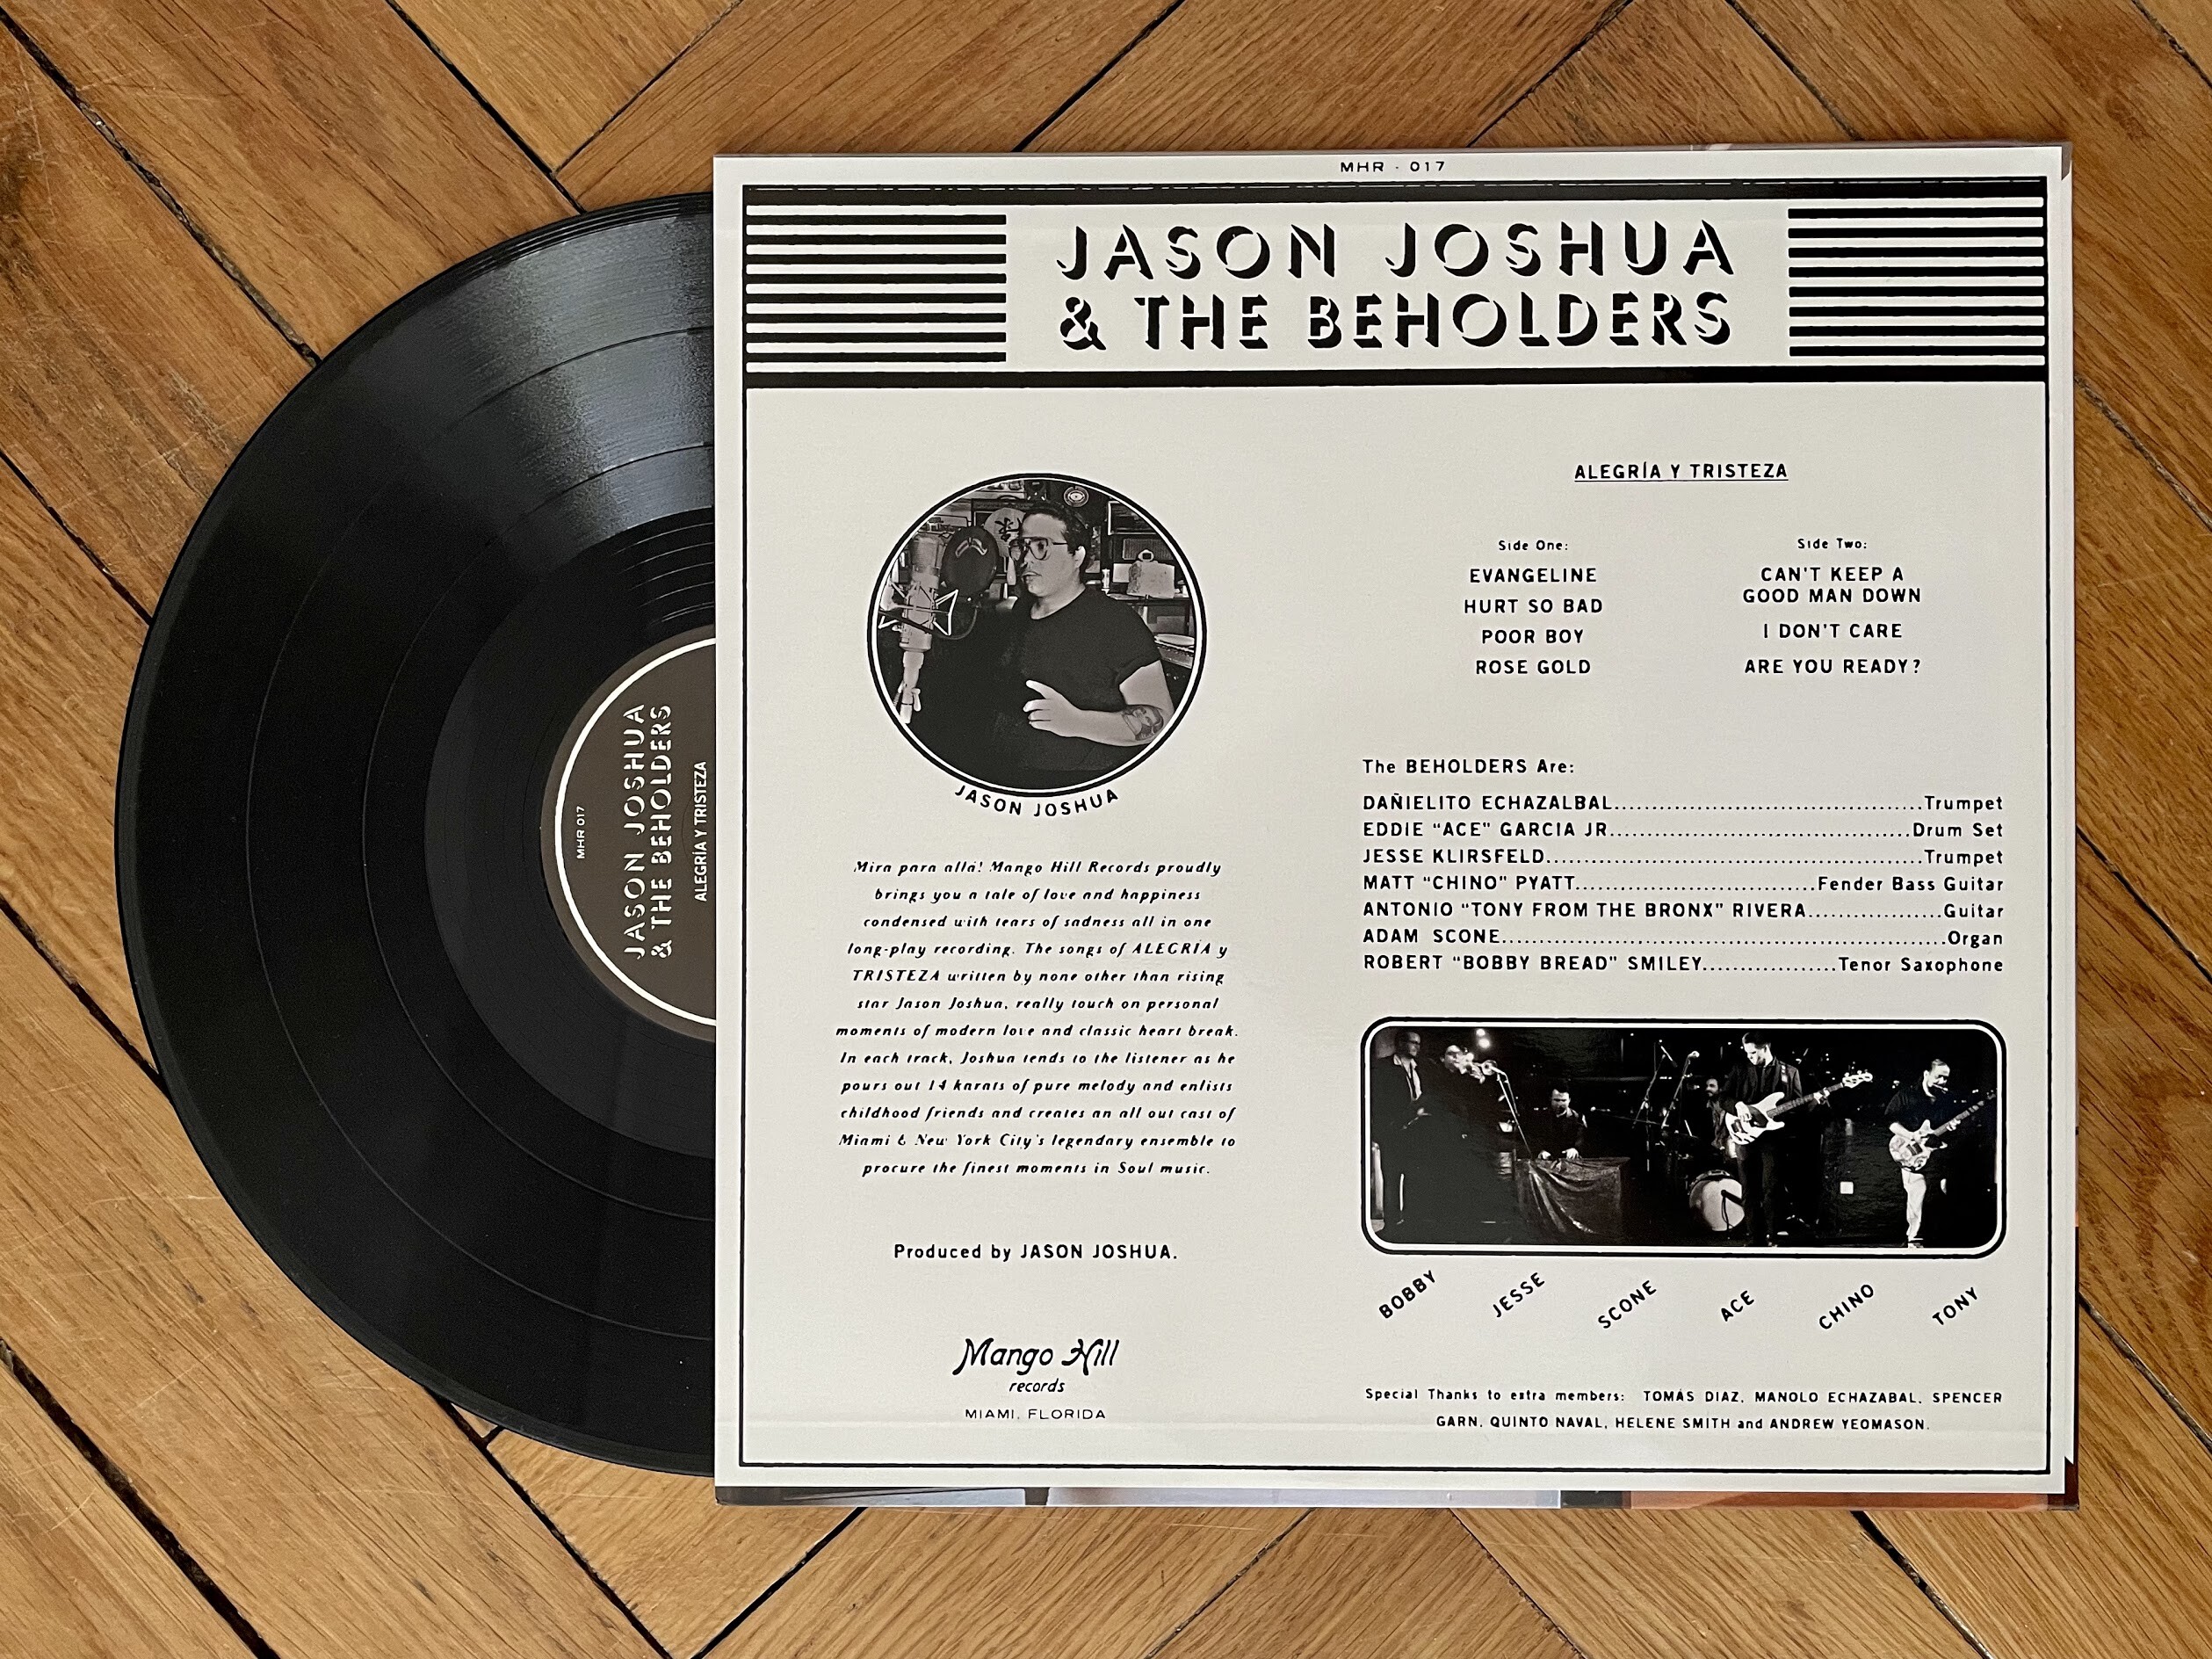 MHR - 017
JASON JOSHUA
& THE BEHOLDERS
MHR 017
JASON JOSHUA
& THE BEHOLDERS
ALEGRÍA Y TRISTEZA
JASON JOSHUA
Mira para allá! Mango Hill Records proudly
brings you a tale of love and happiness
condensed with tears of sadness all in one
long-play recording. The songs of ALEGRIA y
TRISTEZA written by none other than rising
star Jason Joshua, really touch on personal
moments of modern love and classic heart break.
In each track, Joshua tends to the listener as he
pours out 14 karats of pure melody and enlists
childhood friends and creates an all out cast of
Miami & New York City's legendary ensemble to
procure the finest moments in Soul music.
Produced by JASON JOSHUA.
Mango Hill
records
MIAMI, FLORIDA
ALEGRÍA Y TRISTEZA
Side One:
EVANGELINE
HURT SO BAD
POOR BOY
ROSE GOLD
Side Two:
CAN'T KEEP A
GOOD MAN DOWN
I DON'T CARE
ARE YOU READY?
The BEHOLDERS Are:
DAÑIELITO ECHAZALBAL......................................Trumpet
EDDIE “ACE” GARCIA JR.....................................Drum Set
JESSE KLIRSFELD...........................................Trumpet
MATT “CHINO” PYATT...........................Fender Bass Guitar
ANTONIO “TONY FROM THE BRONX” RIVERA..................Guitar
ADAM SCONE..................................................Organ
ROBERT “BOBBY BREAD” SMILEY..................Tenor Saxophone
BOBBY JESSE SCONE ACE CHINO TONY
Special Thanks to extra members: TOMÁS DIAZ, MANOLO ECHAZABAL, SPENCER
GARN, QUINTO NAVAL, HELENE SMITH and ANDREW YEOMASON.